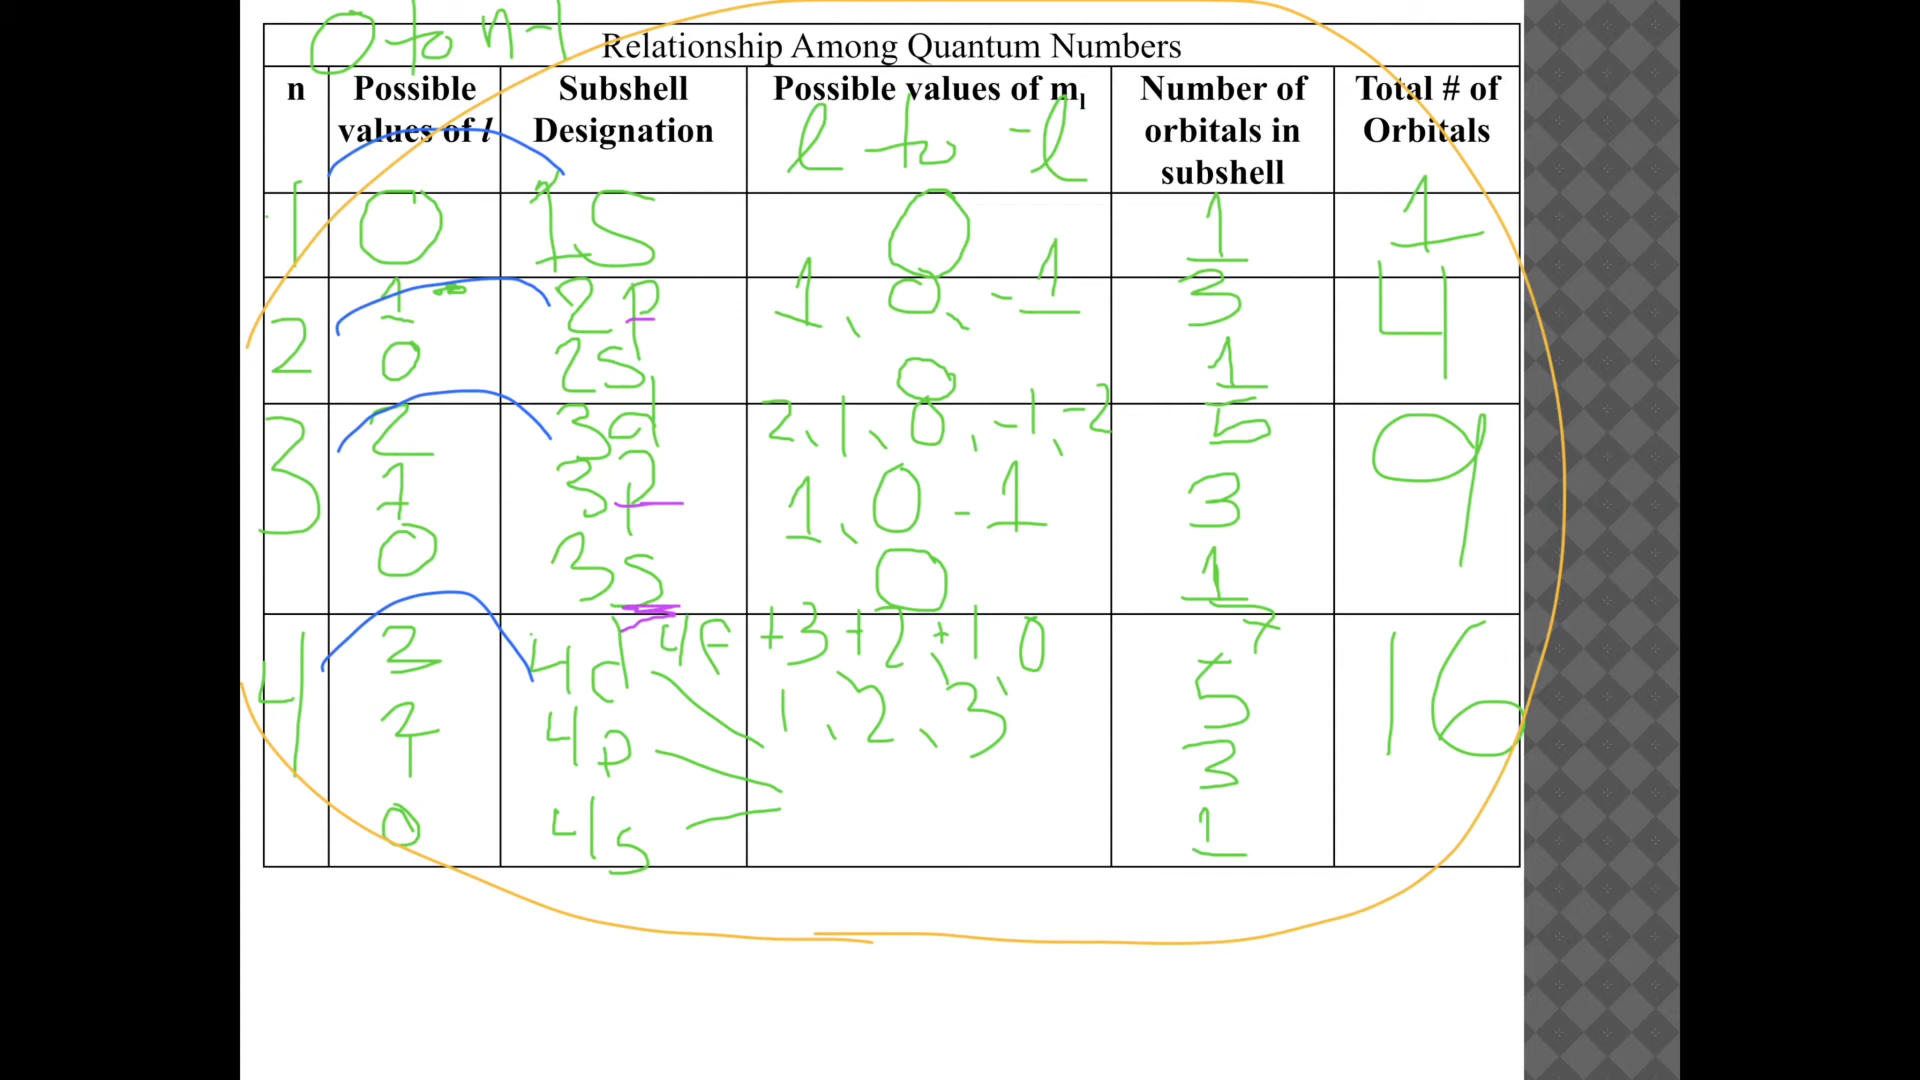 0 to n-1
Relationship Among Quantum Numbers
n
Possible values of l
Subshell Designation
Possible values of ml
l to -l
Number of orbitals in subshell
Total # of Orbitals
1 0 1s 0 1 1
2 1 2p 1, 0, -1 3 4
0 2s 0 1
3 2 3d 2, 1, 0, -1, -2 5 9
1 3p 1, 0 -1 3
0 3s 0 1
4 3 4f +3 +2 +1 0 7 16
2 4d 1, 2, 3 5
1 4p 3
0 4s 1